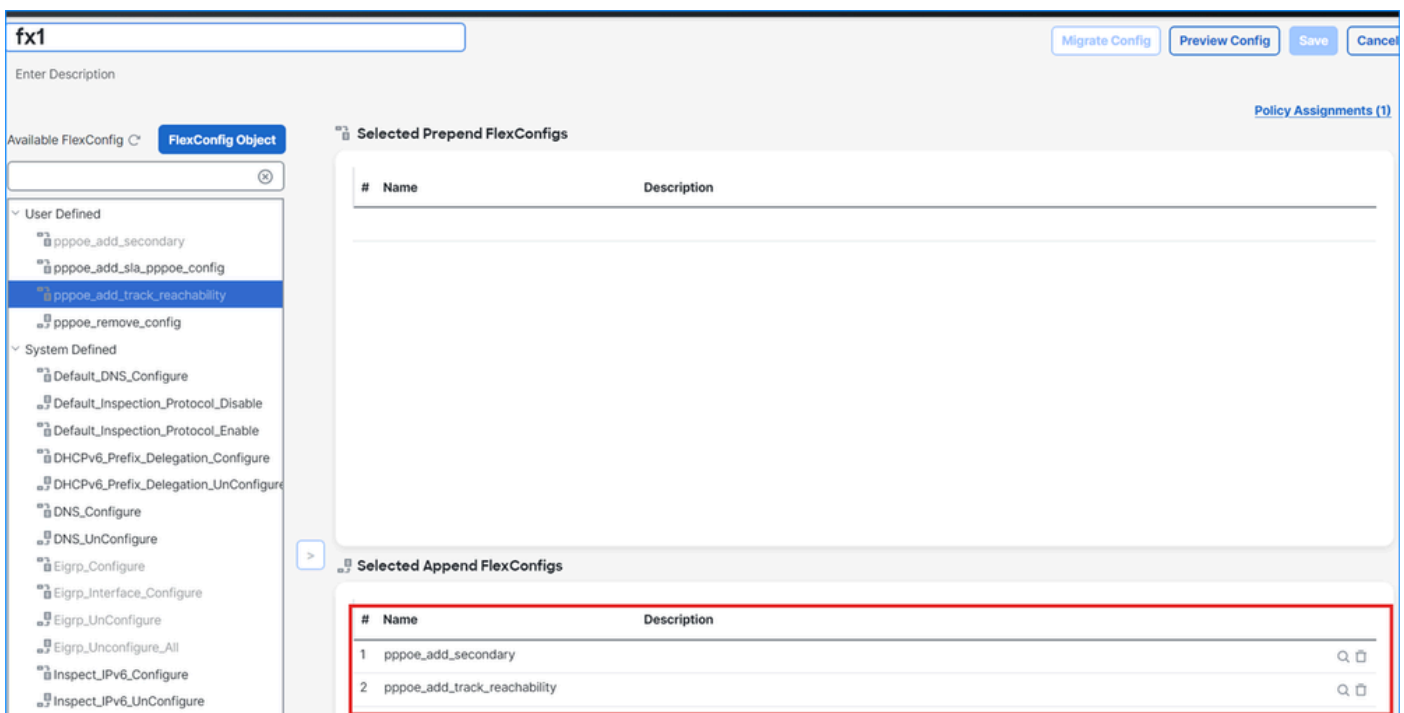 fx1
Migrate Config
Preview Config
Save
Cancel
Enter Description
Policy Assignments (1)
Available FlexConfig
FlexConfig Object
User Defined
pppoe_add_secondary
pppoe_add_sla_pppoe_config
pppoe_add_track_reachability
pppoe_remove_config
System Defined
Default_DNS_Configure
Default_Inspection_Protocol_Disable
Default_Inspection_Protocol_Enable
DHCPv6_Prefix_Delegation_Configure
DHCPv6_Prefix_Delegation_UnConfigure
DNS_Configure
DNS_UnConfigure
Eigrp_Configure
Eigrp_Interface_Configure
Eigrp_UnConfigure
Eigrp_Unconfigure_All
Inspect_IPv6_Configure
Inspect_IPv6_UnConfigure
>
Selected Prepend FlexConfigs
# Name Description
Selected Append FlexConfigs
# Name Description
1 pppoe_add_secondary
2 pppoe_add_track_reachability